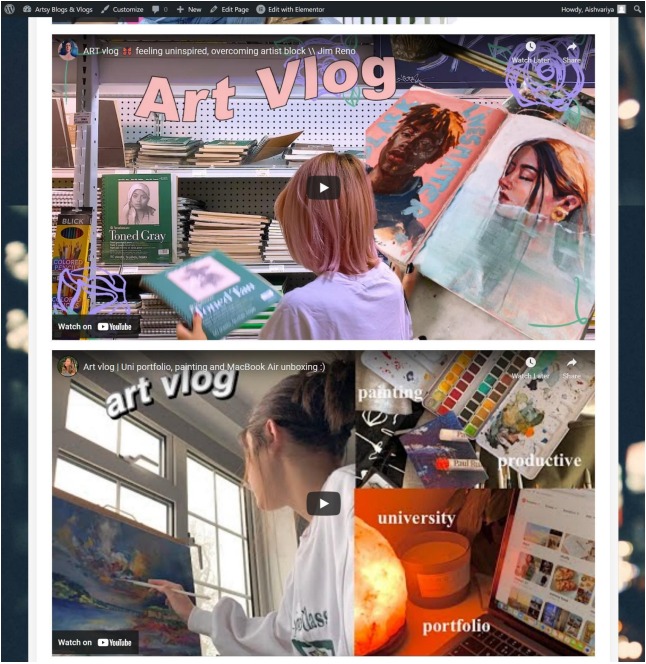 Artsy Blogs & Vlogs Customize 0 New Edit Page Edit with Elementor Howdy, Aishvariya
ART vlog feeling uninspired, overcoming artist block \\ Jim Reno
Watch Later Share
Art Vlog
Toned Gray
BLICK
COLORED
PENCILS
Watch on YouTube
Art vlog | Uni portfolio, painting and MacBook Air unboxing :)
Watch Later Share
art vlog
painting
productive
university
portfolio
Watch on YouTube